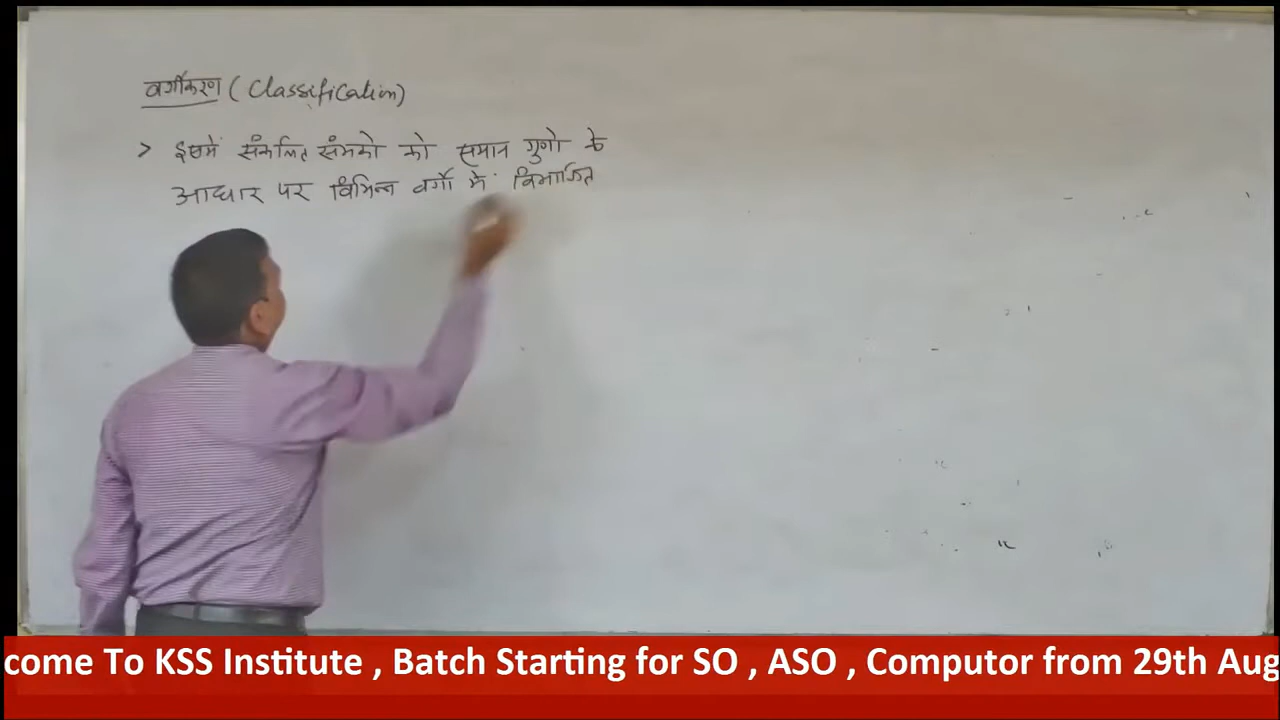 वर्गीकरण (Classification)
> इसमें संकलित संमको को समान गुणो के
आधार पर विभिन्न वर्गो में विभाजित
come To KSS Institute , Batch Starting for SO , ASO , Computor from 29th Aug